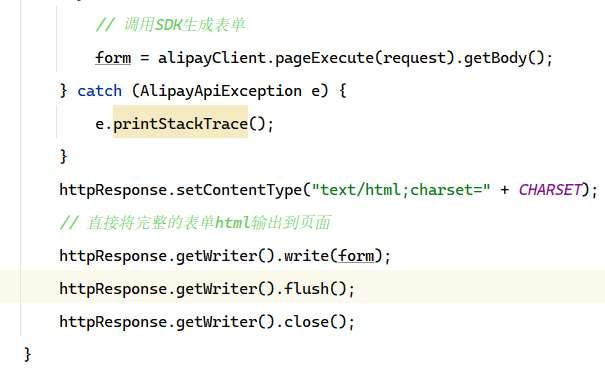 // 调用SDK生成表单
form = alipayClient.pageExecute(request).getBody();
} catch (AlipayApiException e) {
e.printStackTrace();
}
httpResponse.setContentType("text/html;charset=" + CHARSET);
// 直接将完整的表单html输出到页面
httpResponse.getWriter().write(form);
httpResponse.getWriter().flush();
httpResponse.getWriter().close();
}